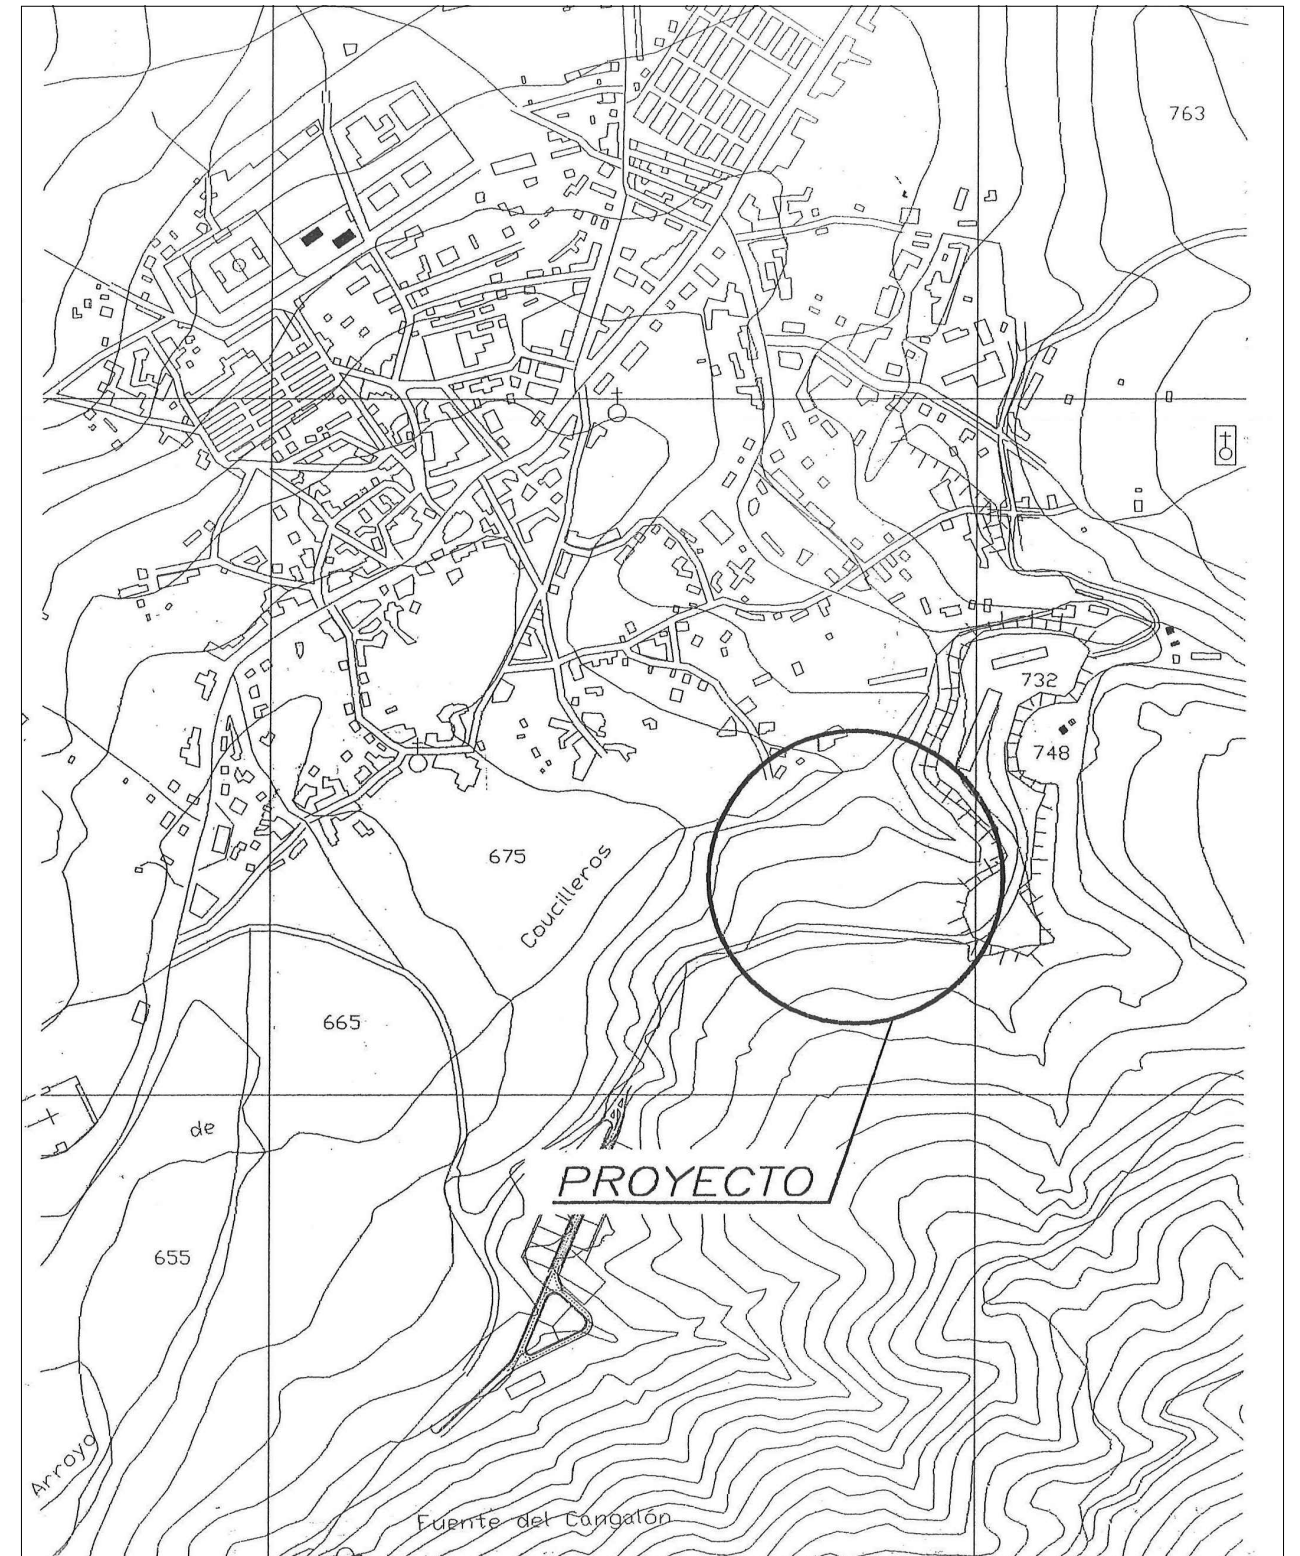 763
732
748
675
Coucilleros
665
de
PROYECTO
655
Arroyo
Fuente del Cangalón